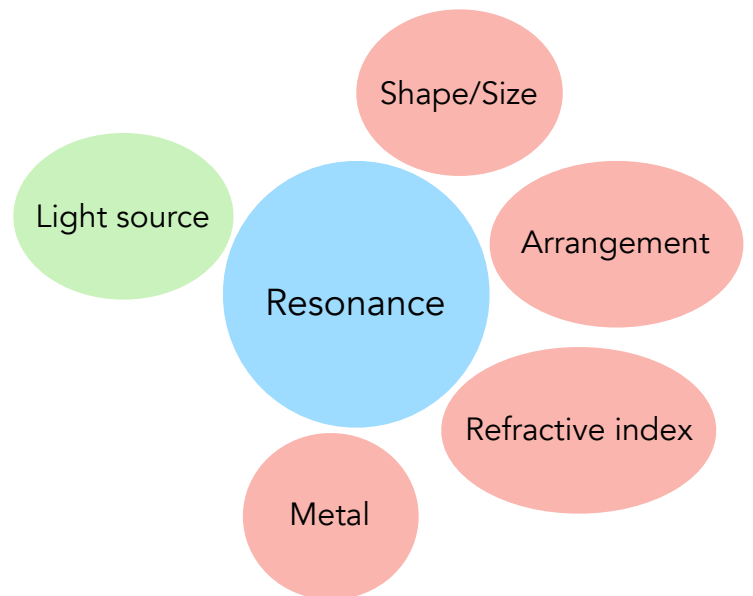 Shape/Size
Light source
Arrangement
Resonance
Refractive index
Metal